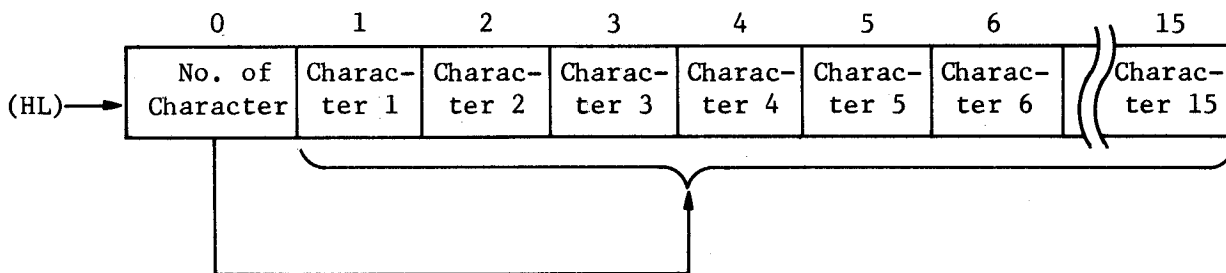 0 1 2 3 4 5 6 15
No. of Charac- Charac- Charac- Charac- Charac- Charac- Charac-
(HL) Character ter 1 ter 2 ter 3 ter 4 ter 5 ter 6 ter 15